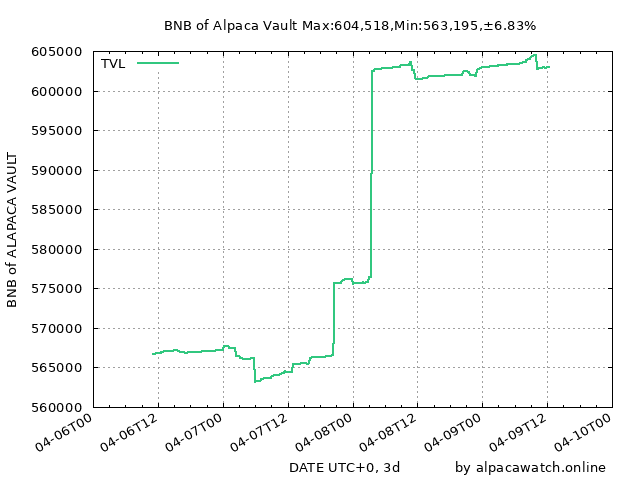 BNB of Alpaca Vault Max:604,518,Min:563,195,±6.83%
TVL
BNB of ALAPACA VAULT
605000
600000
595000
590000
585000
580000
575000
570000
565000
560000
04-06T00
04-06T12
04-07T00
04-07T12
04-08T00
04-08T12
04-09T00
04-09T12
04-10T00
DATE UTC+0, 3d
by alpacawatch.online